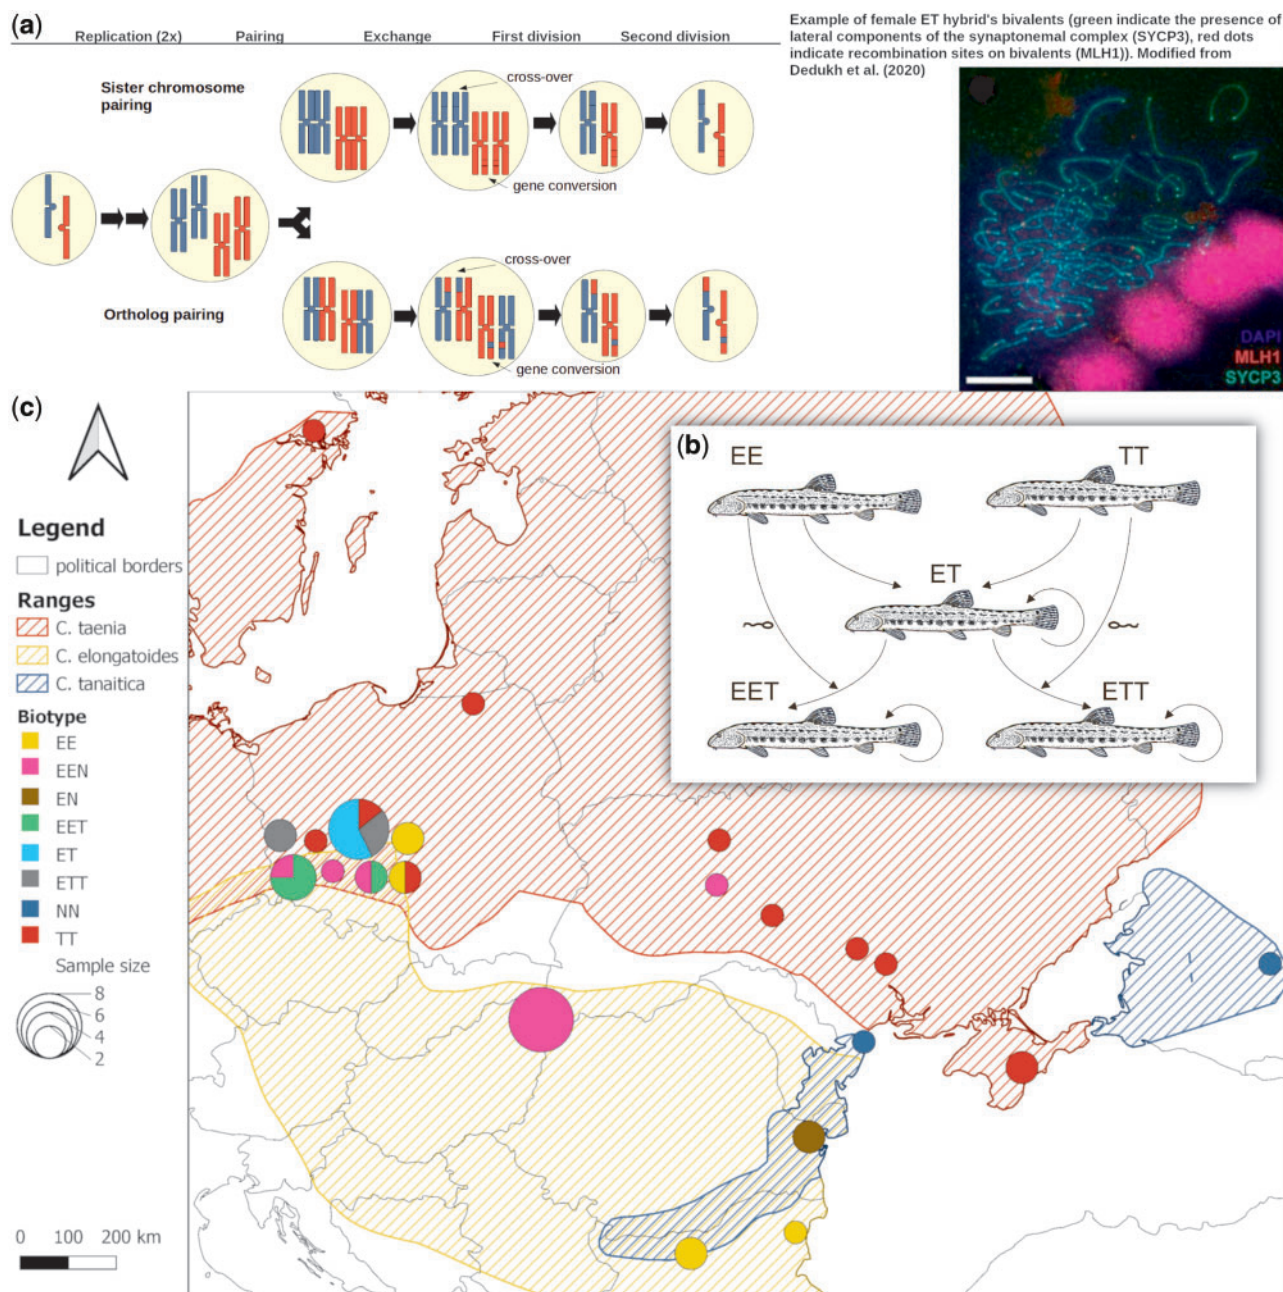 (a)
Replication (2x) Pairing Exchange First division Second division
Example of female ET hybrid's bivalents (green indicate the presence of
lateral components of the synaptonemal complex (SYCP3), red dots
indicate recombination sites on bivalents (MLH1)). Modified from
Dedukh et al. (2020)
Sister chromosome
pairing
cross-over
gene conversion
cross-over
Ortholog pairing
gene conversion
DAPI
MLH1
SYCP3
(c)
(b)
EE
TT
ET
EET
ETT
Legend
political borders
Ranges
C. taenia
C. elongatoides
C. tanaitica
Biotype
EE
EEN
EN
EET
ET
ETT
NN
TT
Sample size
8
6
4
2
0 100 200 km